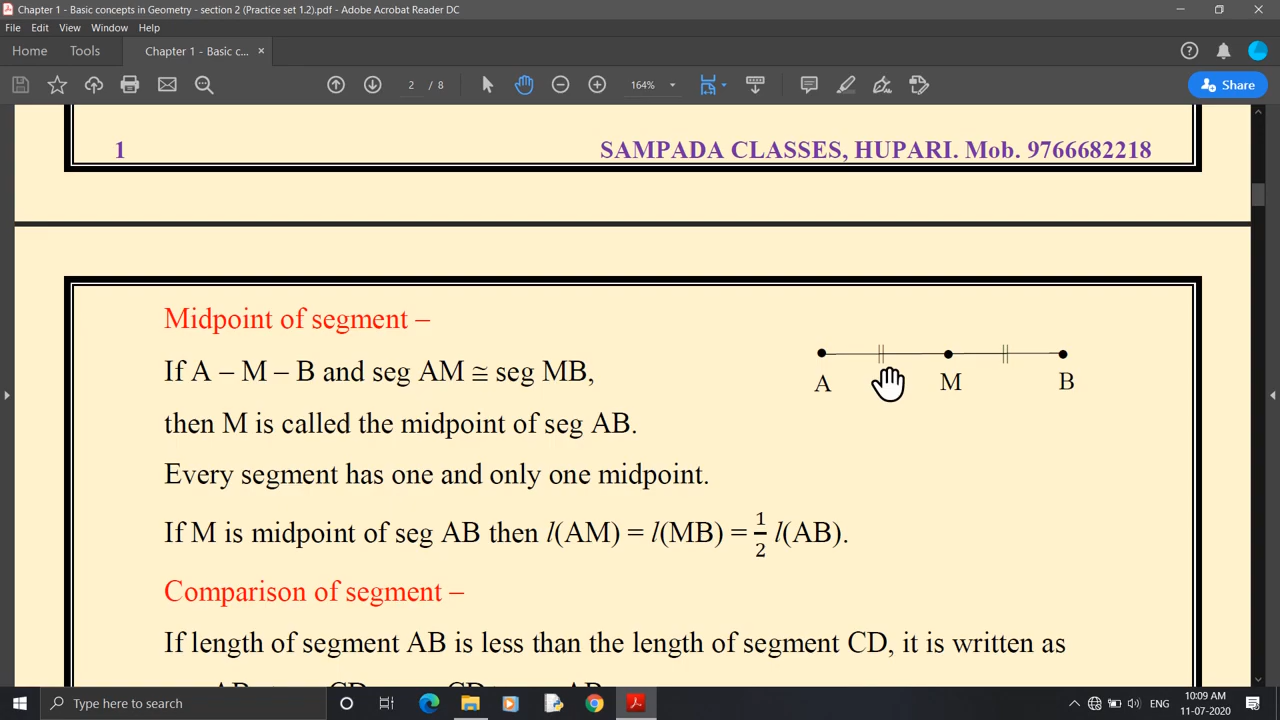 Chapter 1 - Basic concepts in Geometry - section 2 (Practice set 1.2).pdf - Adobe Acrobat Reader DC
File Edit View Window Help
Home Tools Chapter 1 - Basic c... ×
2 / 8 164% Share
1 SAMPADA CLASSES, HUPARI. Mob. 9766682218
Midpoint of segment –
If A – M – B and seg AM ≅ seg MB,
A M B
then M is called the midpoint of seg AB.
Every segment has one and only one midpoint.
If M is midpoint of seg AB then l(AM) = l(MB) = 1/2 l(AB).
Comparison of segment –
If length of segment AB is less than the length of segment CD, it is written as
Type here to search
ENG 10:09 AM
11-07-2020